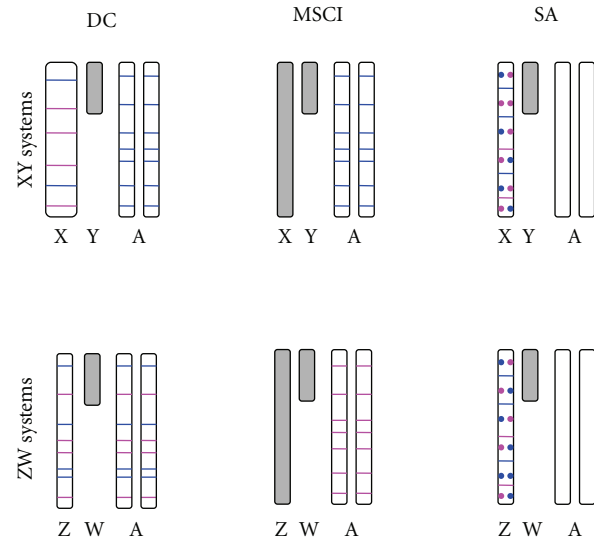 DC
MSCI
SA
XY systems
X Y A
X Y A
X Y A
ZW systems
Z W A
Z W A
Z W A